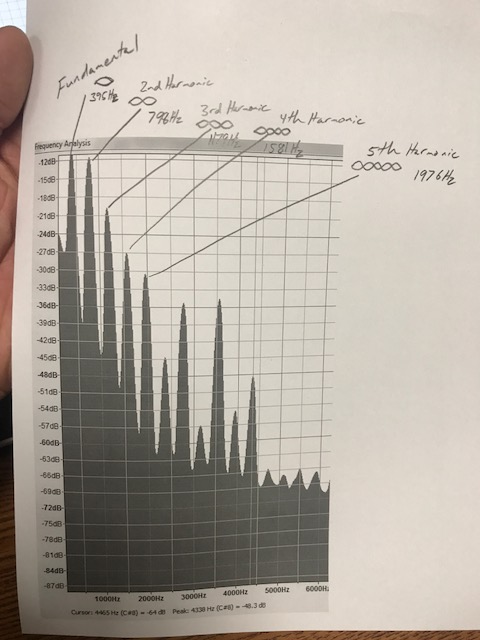 Fundamental
2nd Harmonic
3rd Harmonic
4th Harmonic
798Hz
1581Hz
5th Harmonic
1976Hz
Frequency Analysis
-12dB
-15dB
-18dB
-21dB
-24dB
-27dB
-30dB
-33dB
-36dB
-39dB
-42dB
-45dB
-48dB
-51dB
-54dB
-57dB
-60dB
-63dB
-66dB
-69dB
-72dB
-75dB
-78dB
-81dB
-84dB
-87dB
1000Hz 2000Hz 3000Hz 4000Hz 5000Hz 6000Hz
Cursor: 4465 Hz (C#8) = -64 dB Peak: 4338 Hz (C#8) = -48.3 dB